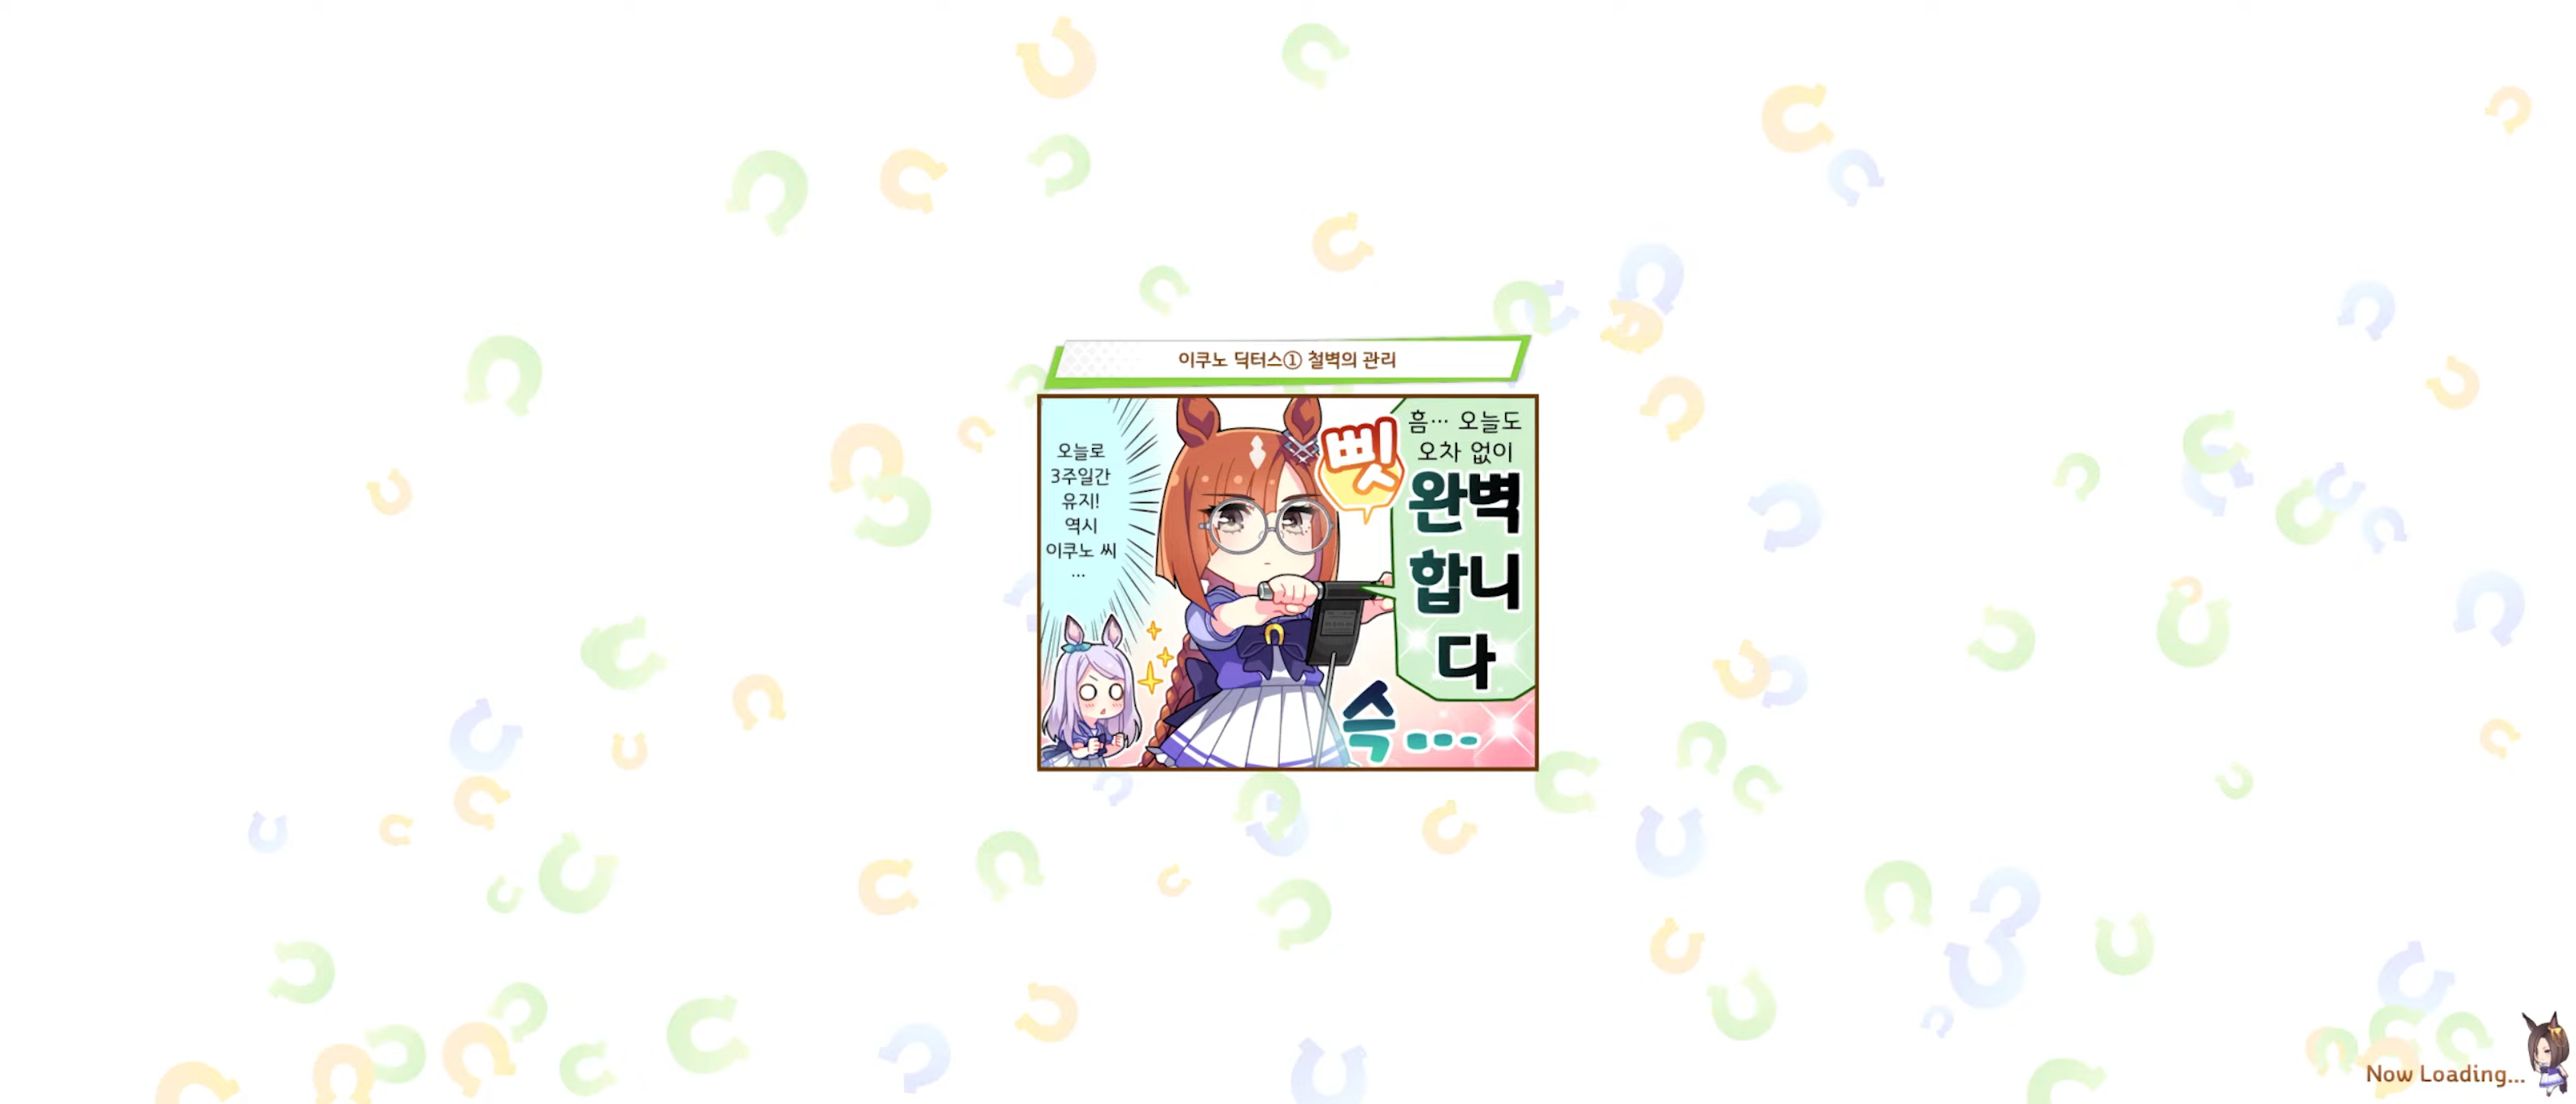 이쿠노 딕터스① 철벽의 관리
오늘로
3주일간
유지!
역시
이쿠노 씨
…
삣
흠… 오늘도
오차 없이
완벽
합니
다
슥…
Now Loading...